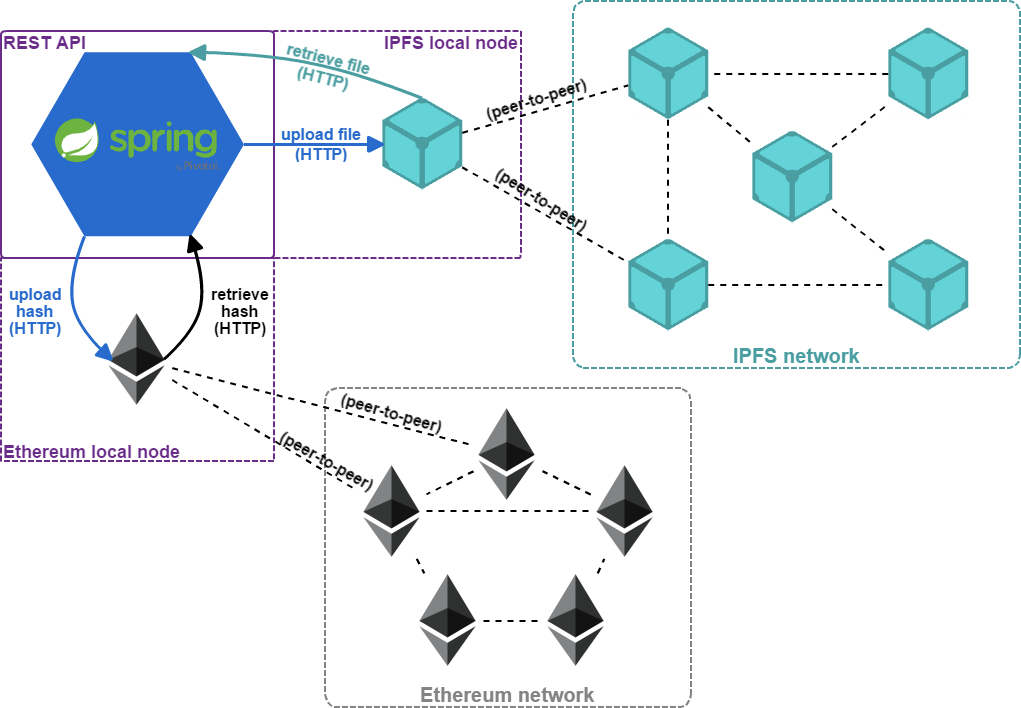 REST API
IPFS local node
retrieve file
(HTTP)
upload file
(HTTP)
spring
by Pivotal
(peer-to-peer)
(peer-to-peer)
upload
hash
(HTTP)
retrieve
hash
(HTTP)
IPFS network
Ethereum local node
(peer-to-peer)
(peer-to-peer)
Ethereum network